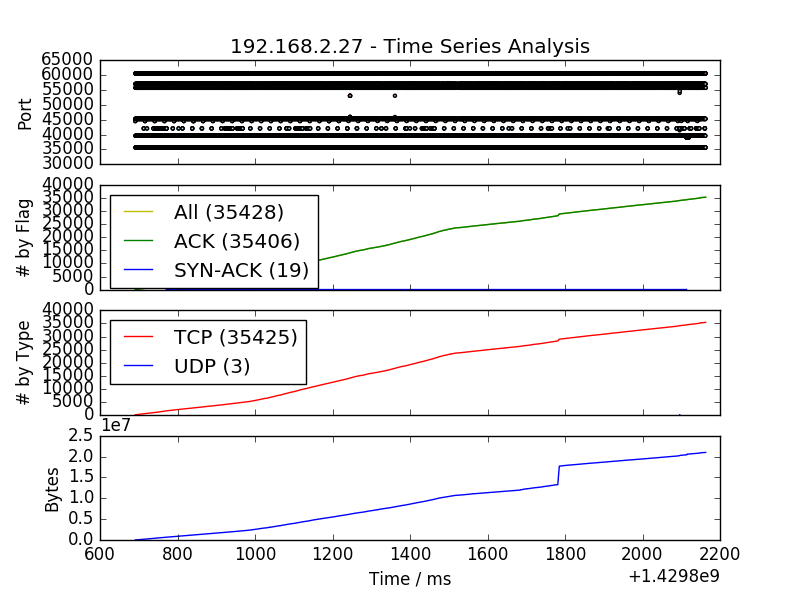 192.168.2.27 - Time Series Analysis
65000
60000
55000
50000
45000
40000
35000
30000
Port
40000
35000
30000
25000
20000
15000
10000
5000
0
# by Flag
All (35428)
ACK (35406)
SYN-ACK (19)
40000
35000
30000
25000
20000
15000
10000
5000
0
# by Type
TCP (35425)
UDP (3)
1e7
2.5
2.0
1.5
1.0
0.5
0.0
Bytes
600 800 1000 1200 1400 1600 1800 2000 2200
Time / ms
+1.4298e9